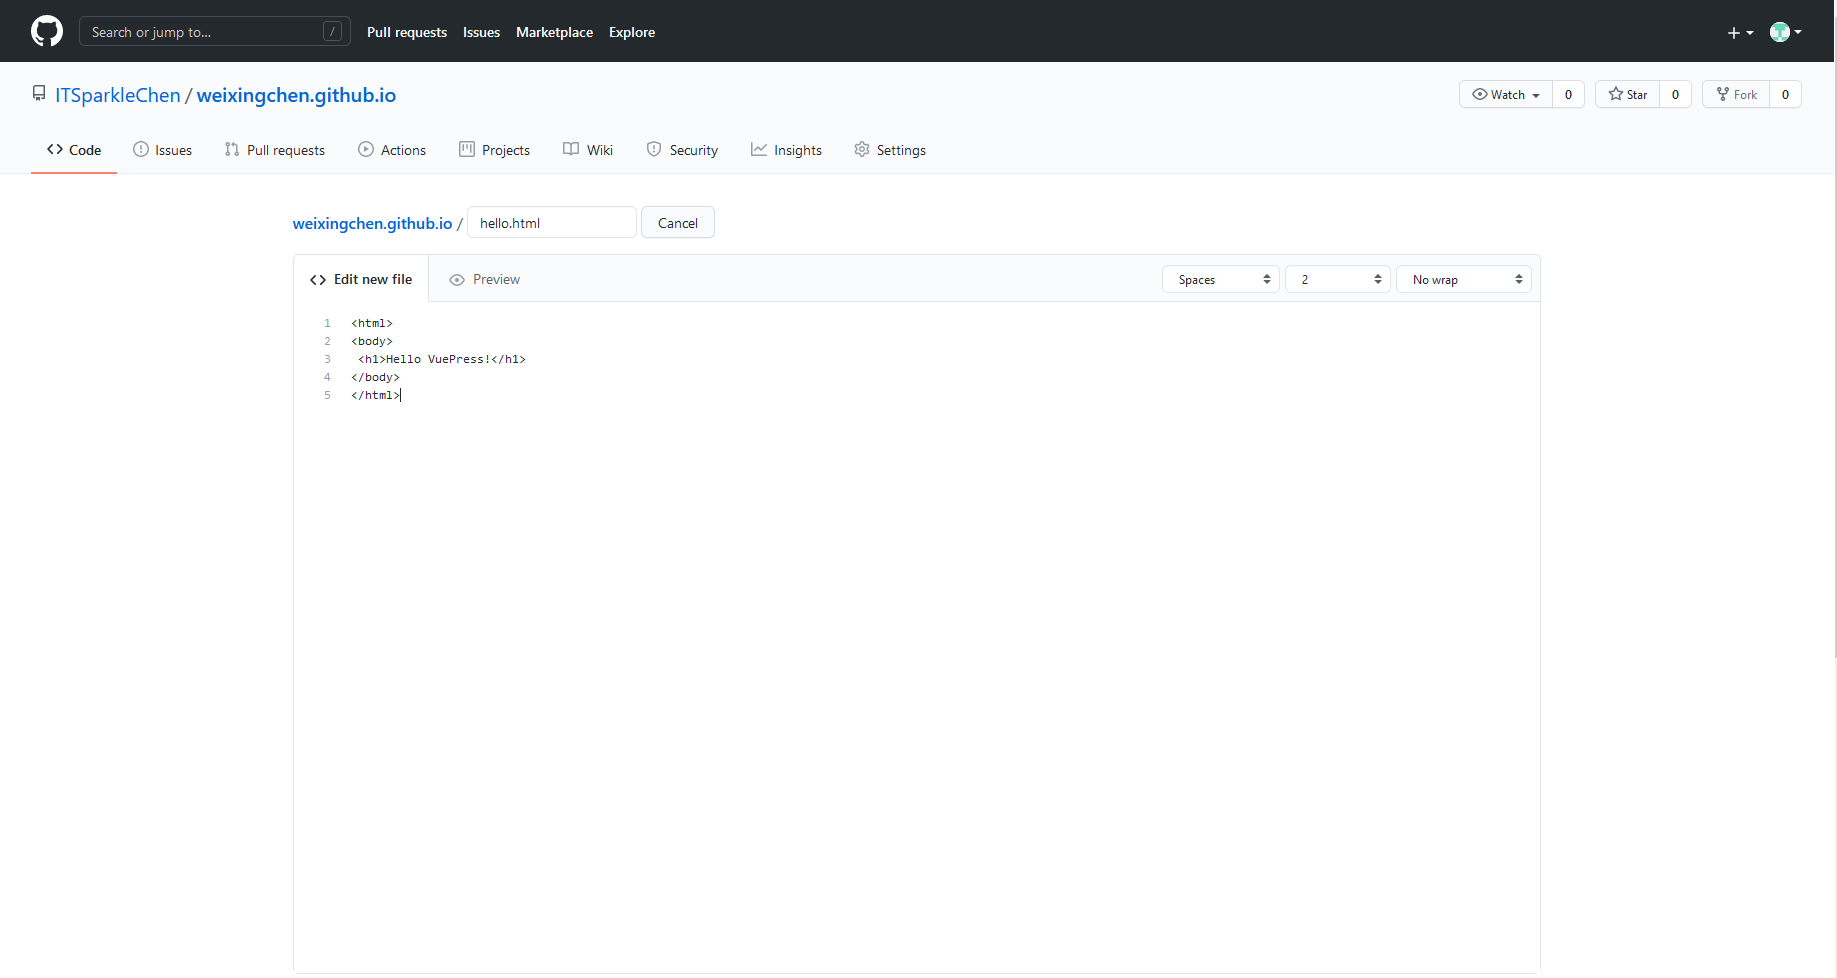 Search or jump to... /
Pull requests Issues Marketplace Explore
ITSparkleChen / weixingchen.github.io
Watch 0 Star 0 Fork 0
Code Issues Pull requests Actions Projects Wiki Security Insights Settings
weixingchen.github.io / hello.html Cancel
Edit new file Preview Spaces 2 No wrap
1 <html>
2 <body>
3 <h1>Hello VuePress!</h1>
4 </body>
5 </html>